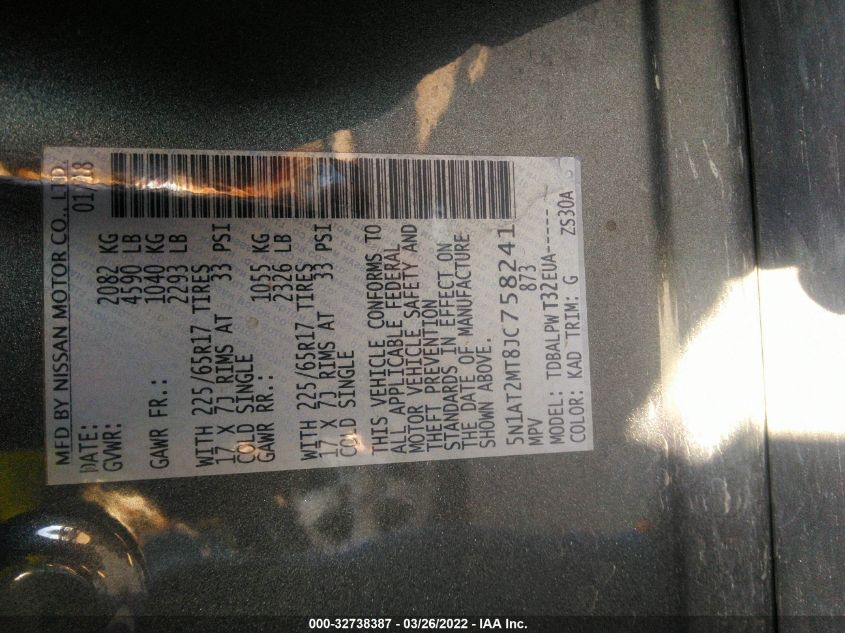 MFD BY NISSAN MOTOR CO., LTD.
DATE: 01/18
GVWR: 2082 KG
4590 LB
GAWR FR.: 1040 KG
2293 LB
WITH 225/65R17 TIRES
17 X 7J RIMS AT 33 PSI
COLD SINGLE
GAWR RR.: 1055 KG
2326 LB
WITH 225/65R17 TIRES
17 X 7J RIMS AT 33 PSI
COLD SINGLE
THIS VEHICLE CONFORMS TO
ALL APPLICABLE FEDERAL
MOTOR VEHICLE SAFETY AND
THEFT PREVENTION
STANDARDS IN EFFECT ON
THE DATE OF MANUFACTURE
SHOWN ABOVE.
5N1AT2MT8JC758241
MPV 873
MODEL: TDBALPWT32EUA-----
COLOR: KAD TRIM: G ZS30A
000-32738387 - 03/26/2022 - IAA Inc.